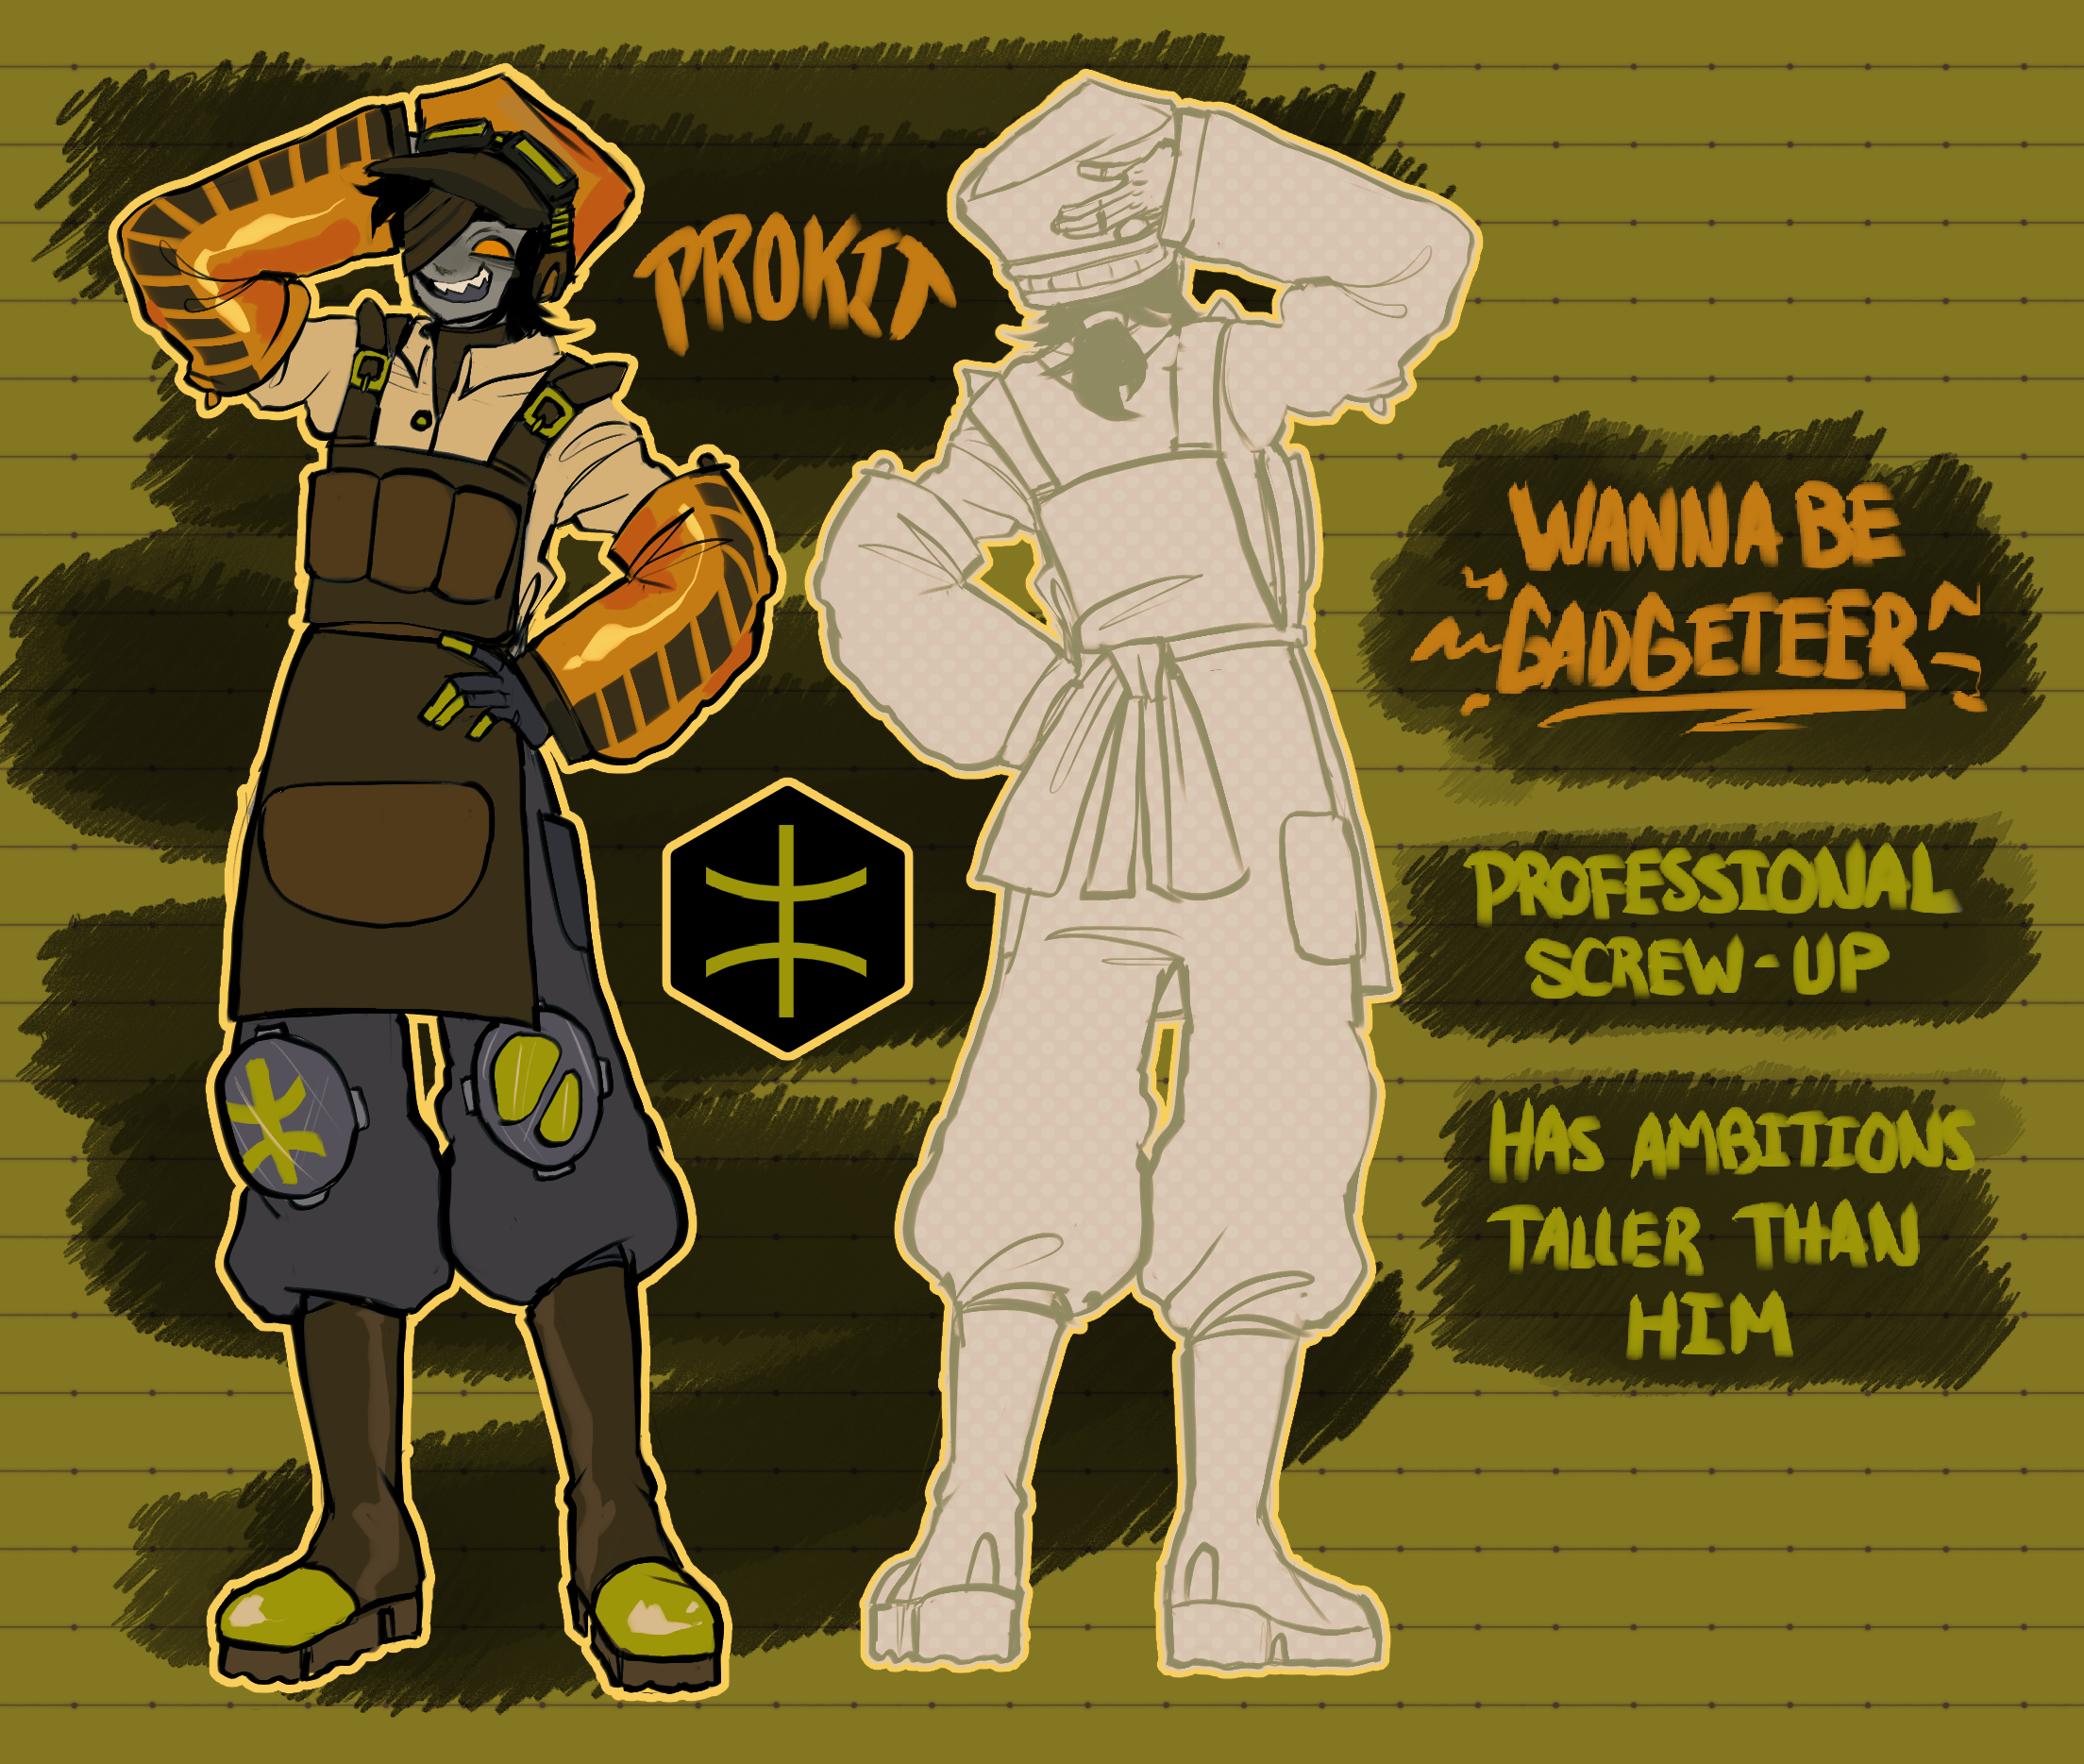 PROKIT
WANNA BE
"GADGETEER"
PROFESSIONAL
SCREW-UP
HAS AMBITIONS
TALLER THAN
HIM